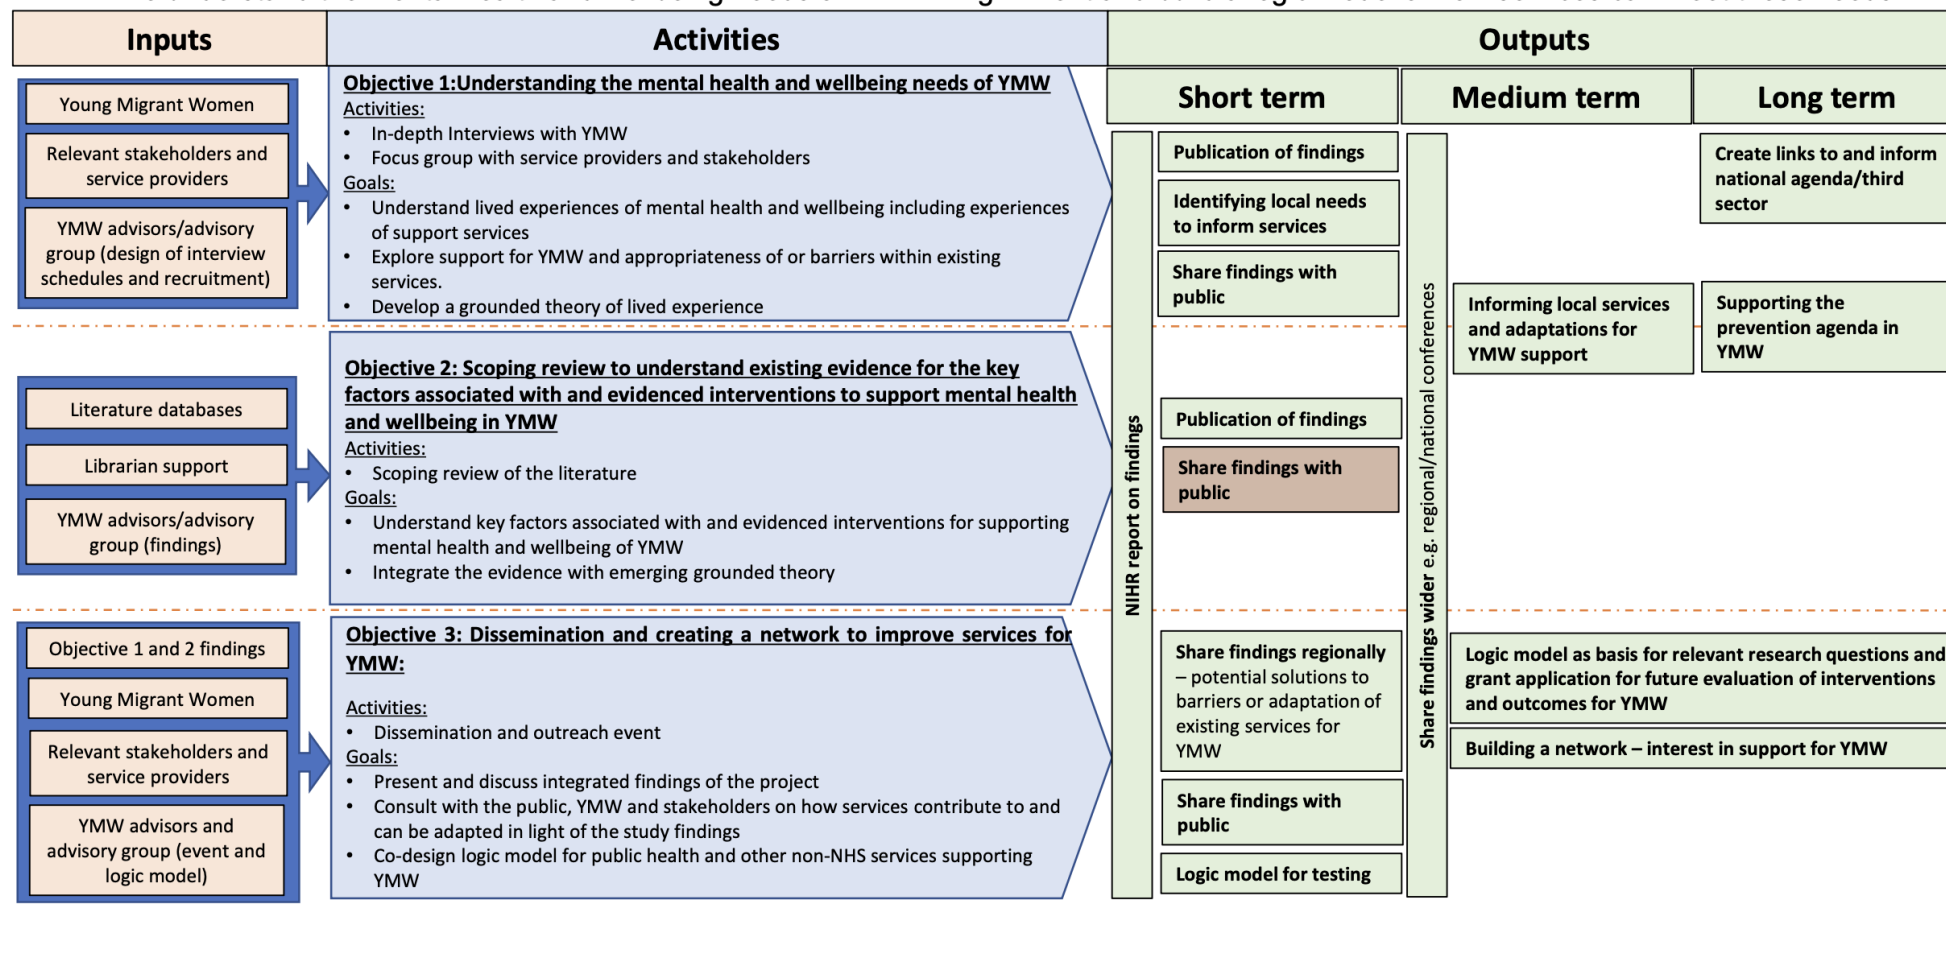 Inputs
Activities
Outputs
Short term
Medium term
Long term
Young Migrant Women
Relevant stakeholders and
service providers
YMW advisors/advisory
group (design of interview
schedules and recruitment)
Objective 1:Understanding the mental health and wellbeing needs of YMW
Activities:
• In-depth Interviews with YMW
• Focus group with service providers and stakeholders
Goals:
• Understand lived experiences of mental health and wellbeing including experiences
of support services
• Explore support for YMW and appropriateness of or barriers within existing
services.
• Develop a grounded theory of lived experience
NIHR report on findings
Publication of findings
Identifying local needs
to inform services
Share findings with
public
Share findings wider e.g. regional/national conferences
Informing local services
and adaptations for
YMW support
Create links to and inform
national agenda/third
sector
Supporting the
prevention agenda in
YMW
Literature databases
Librarian support
YMW advisors/advisory
group (findings)
Objective 2: Scoping review to understand existing evidence for the key
factors associated with and evidenced interventions to support mental health
and wellbeing in YMW
Activities:
• Scoping review of the literature
Goals:
• Understand key factors associated with and evidenced interventions for supporting
mental health and wellbeing of YMW
• Integrate the evidence with emerging grounded theory
Publication of findings
Share findings with
public
Objective 1 and 2 findings
Young Migrant Women
Relevant stakeholders and
service providers
YMW advisors and
advisory group (event and
logic model)
Objective 3: Dissemination and creating a network to improve services for
YMW:
Activities:
• Dissemination and outreach event
Goals:
• Present and discuss integrated findings of the project
• Consult with the public, YMW and stakeholders on how services contribute to and
can be adapted in light of the study findings
• Co-design logic model for public health and other non-NHS services supporting
YMW
Share findings regionally
– potential solutions to
barriers or adaptation of
existing services for
YMW
Share findings with
public
Logic model for testing
Logic model as basis for relevant research questions and
grant application for future evaluation of interventions
and outcomes for YMW
Building a network – interest in support for YMW